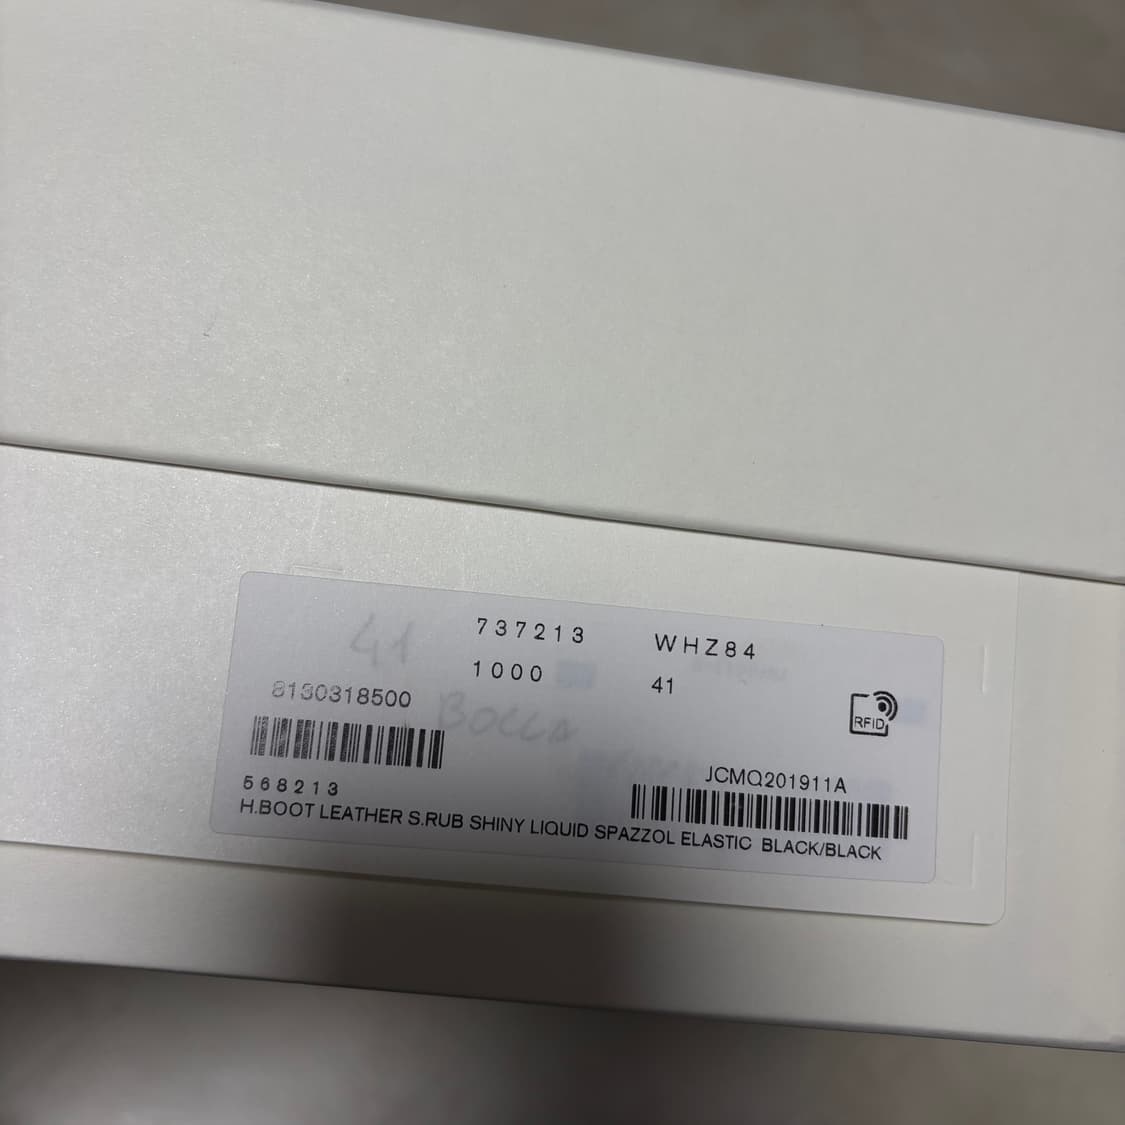 41
737213 WHZ84
1000 41
8130318500
BOCCA
RFID
JCMQ201911A
568213
H.BOOT LEATHER S.RUB SHINY LIQUID SPAZZOL ELASTIC BLACK/BLACK